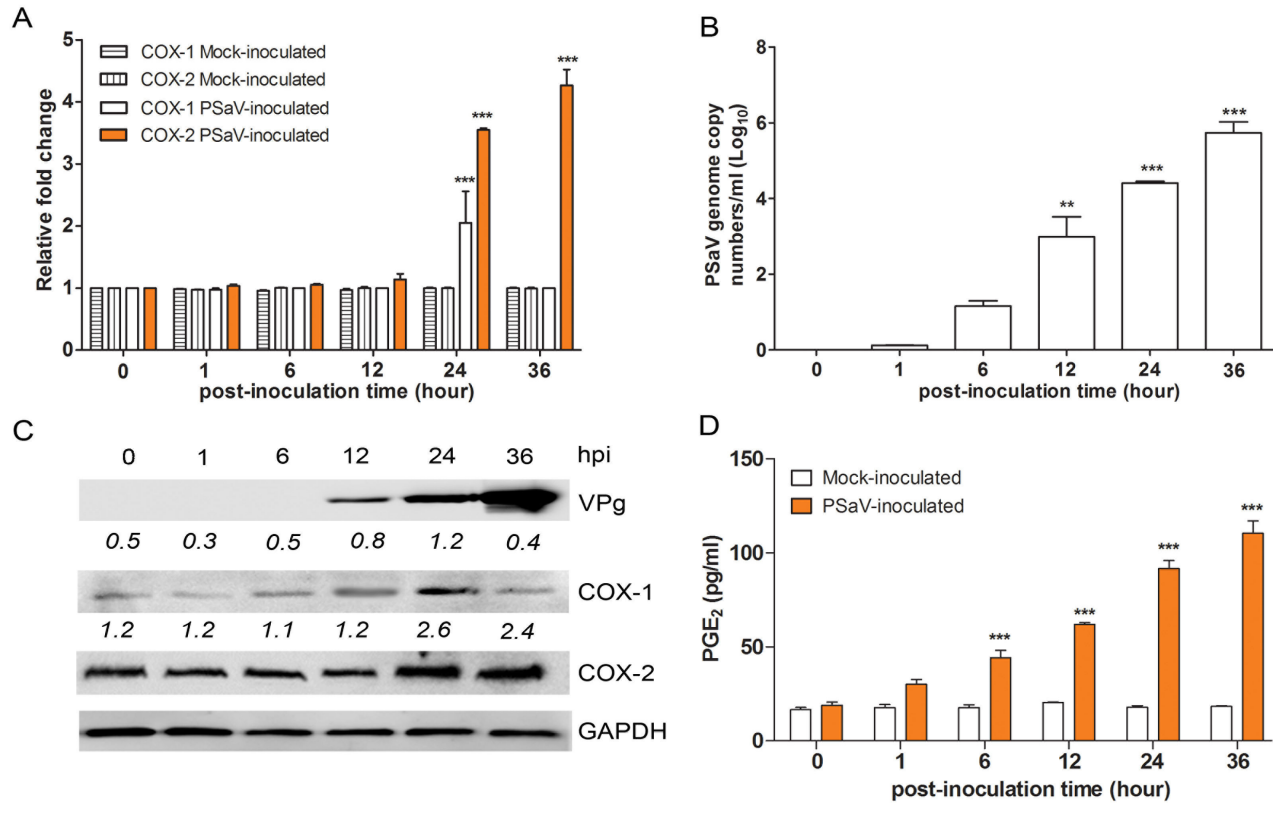 A
5
4
3
2
1
0
Relative fold change
COX-1 Mock-inoculated
COX-2 Mock-inoculated
COX-1 PSaV-inoculated
COX-2 PSaV-inoculated
***
***
***
0 1 6 12 24 36
post-inoculation time (hour)
B
8
6
4
2
0
PSaV genome copy
numbers/ml (Log10)
**
***
***
0 1 6 12 24 36
post-inoculation time (hour)
C
0 1 6 12 24 36 hpi
VPg
0.5 0.3 0.5 0.8 1.2 0.4
COX-1
1.2 1.2 1.1 1.2 2.6 2.4
COX-2
GAPDH
D
150
100
50
0
PGE2 (pg/ml)
Mock-inoculated
PSaV-inoculated
***
***
***
***
0 1 6 12 24 36
post-inoculation time (hour)